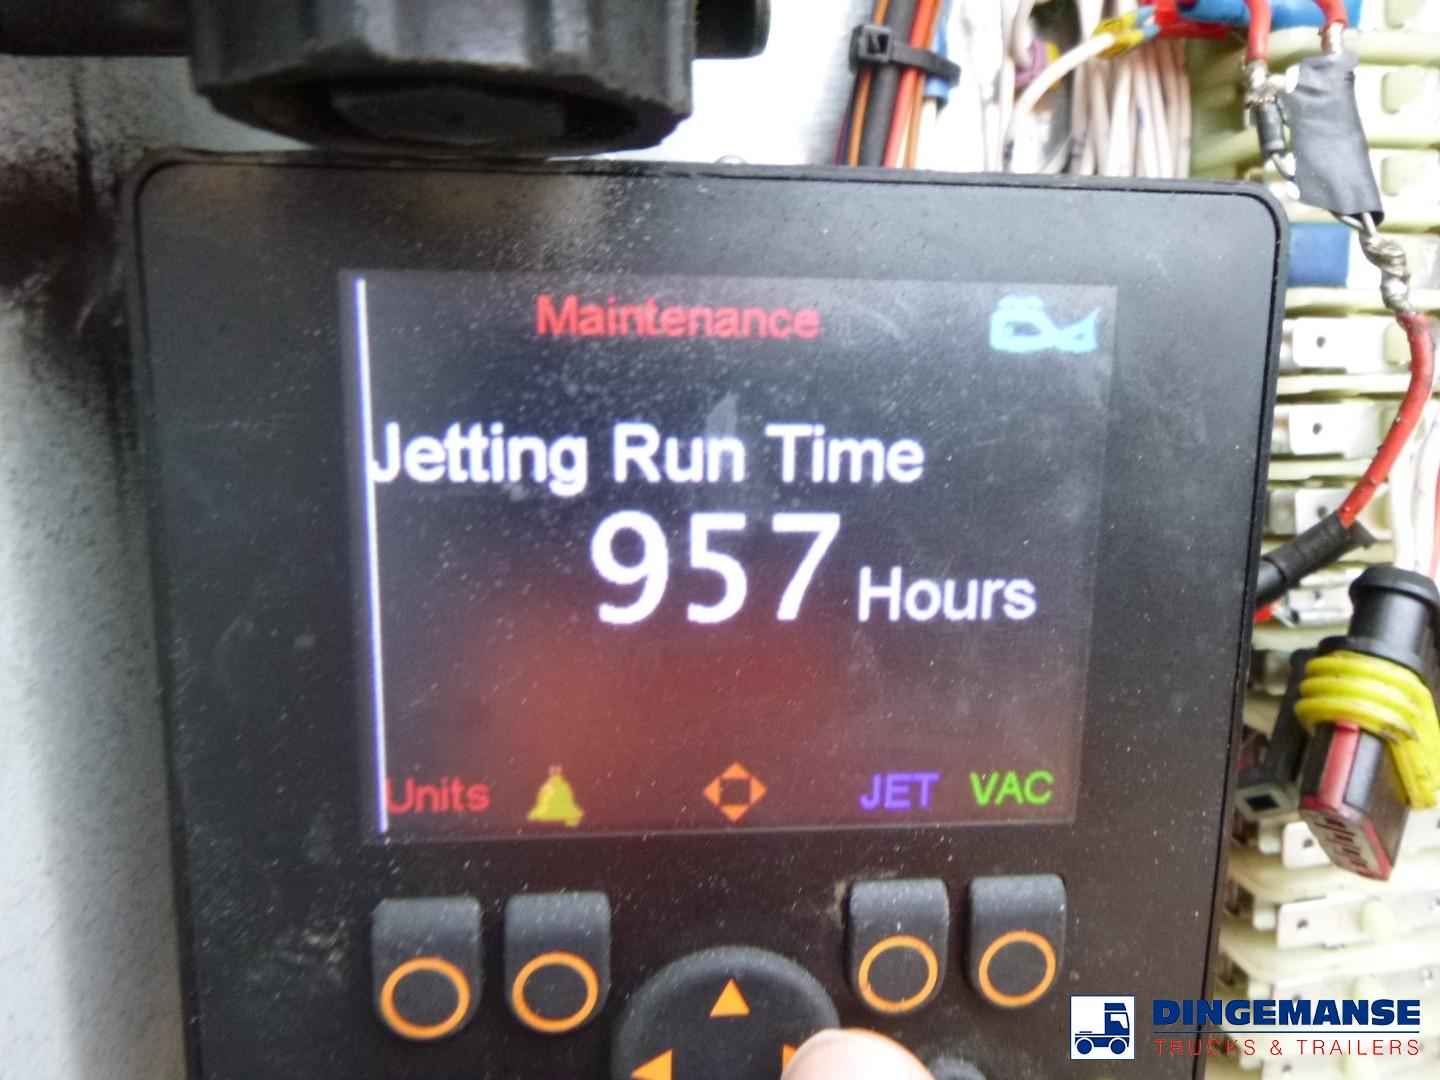 Maintenance
Jetting Run Time
957 Hours
Units JET VAC
DINGEMANSE
TRUCKS & TRAILERS